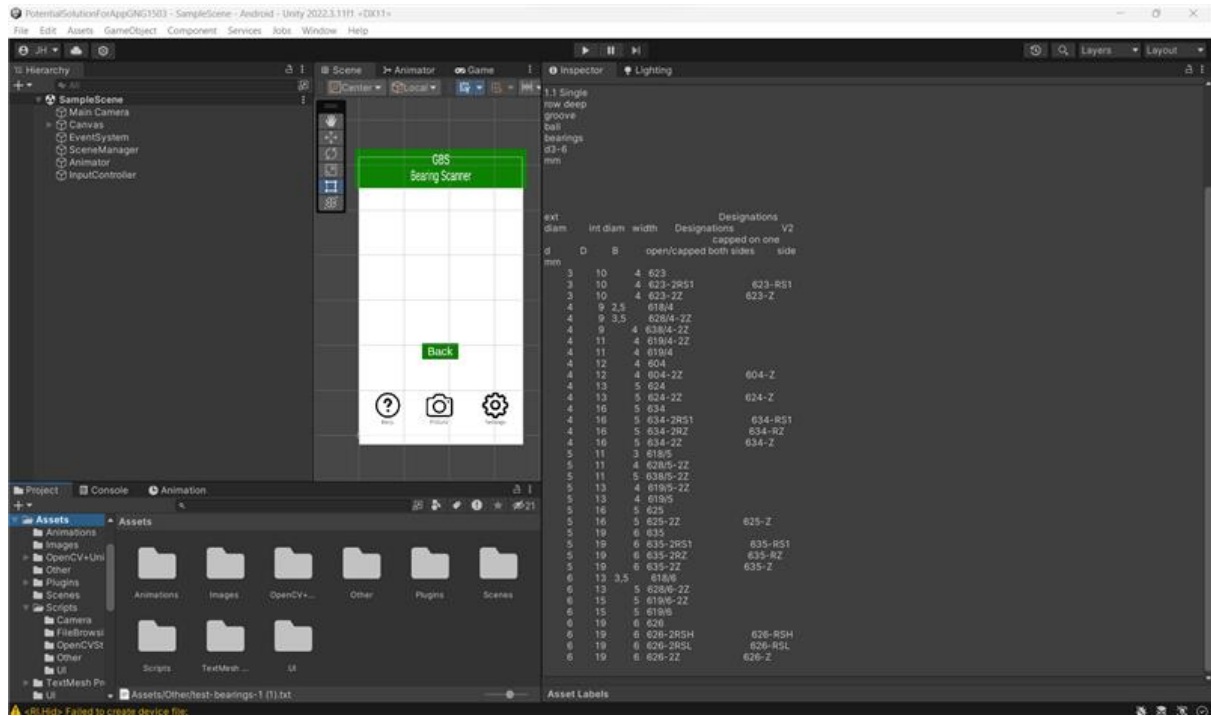 PotentialSolutionForAppGNG1503 - SampleScene - Android - Unity 2022.3.11f1 <DX11>
File Edit Assets GameObject Component Services Jobs Window Help
JH Layers Layout
Hierarchy Scene Animator Game Inspector Lighting
All Center Local
SampleScene
Main Camera
Canvas
EventSystem
SceneManager
Animator
InputController
GBS
Bearing Scanner
Back
Project Console Animation
21
Assets
Animations
Images
OpenCV+Uni
Other
Plugins
Scenes
Scripts
Camera
FileBrowsi
OpenCVSt
Other
UI
TextMesh Pr
UI
Assets
Animations Images OpenCV+... Other Plugins Scenes
Scripts TextMesh ... UI
Assets/Other/test-bearings-1 (1).txt
1.1 Single
row deep
groove
ball
bearings
d3-6
mm
ext Designations
diam int diam width Designations V2
capped on one
d D B open/capped both sides side
mm
3 10 4 623
3 10 4 623-2RS1 623-RS1
3 10 4 623-2Z 623-Z
4 9 2,5 618/4
4 9 3,5 628/4-2Z
4 9 4 638/4-2Z
4 11 4 619/4-2Z
4 11 4 619/4
4 12 4 604
4 12 4 604-2Z 604-Z
4 13 5 624
4 13 5 624-2Z 624-Z
4 16 5 634
4 16 5 634-2RS1 634-RS1
4 16 5 634-2RZ 634-RZ
4 16 5 634-2Z 634-Z
5 11 3 618/5
5 11 4 628/5-2Z
5 11 5 638/5-2Z
5 13 4 619/5-2Z
5 13 4 619/5
5 16 5 625
5 16 5 625-2Z 625-Z
5 19 6 635
5 19 6 635-2RS1 635-RS1
5 19 6 635-2RZ 635-RZ
5 19 6 635-2Z 635-Z
6 13 3,5 618/6
6 13 5 628/6-2Z
6 15 5 619/6-2Z
6 15 5 619/6
6 19 6 626
6 19 6 626-2RSH 626-RSH
6 19 6 626-2RSL 626-RSL
6 19 6 626-2Z 626-Z
Asset Labels
<RI.Hid> Failed to create device file: